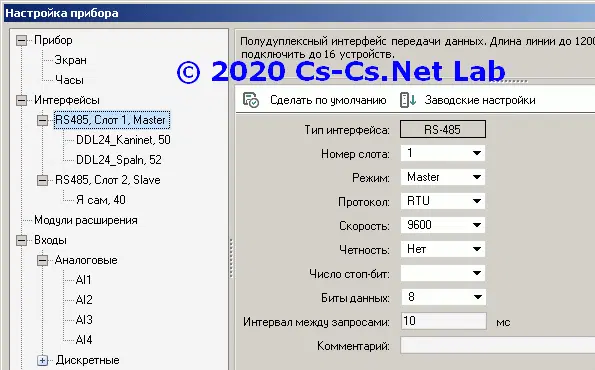 Настройка прибора
Прибор
Экран
Часы
Интерфейсы
RS485, Слот 1, Master
DDL24_Kaninet, 50
DDL24_Spaln, 52
RS485, Слот 2, Slave
Я сам, 40
Модули расширения
Входы
Аналоговые
AI1
AI2
AI3
AI4
Дискретные
Полудуплексный интерфейс передачи данных. Длина линии до 1200
подключить до 16 устройств.
© 2020 Cs-Cs.Net Lab
Сделать по умолчанию
Заводские настройки
Тип интерфейса: RS-485
Номер слота: 1
Режим: Master
Протокол: RTU
Скорость: 9600
Четность: Нет
Число стоп-бит:
Биты данных: 8
Интервал между запросами: 10 мс
Комментарий: